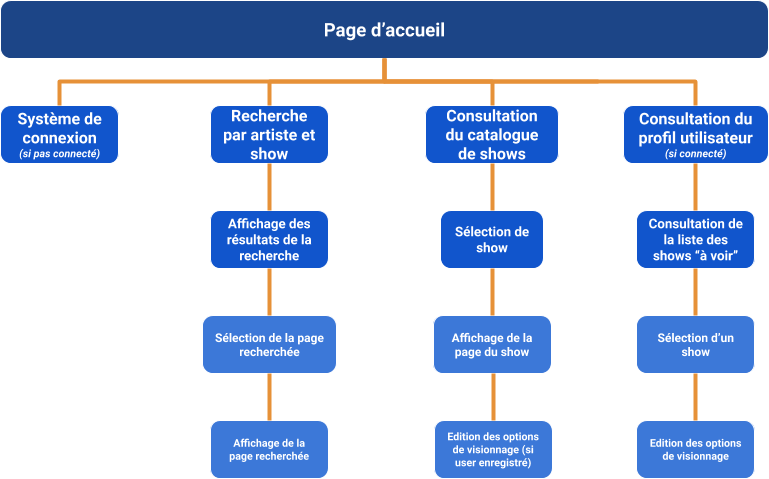 Page d’accueil
Système de
connexion
(si pas connecté)
Recherche
par artiste et
show
Consultation
du catalogue
de shows
Consultation du
profil utilisateur
(si connecté)
Affichage des
résultats de la
recherche
Sélection de
show
Consultation de
la liste des
shows “à voir”
Sélection de la page
recherchée
Affichage de la
page du show
Sélection d’un
show
Affichage de la
page recherchée
Edition des options
de visionnage (si
user enregistré)
Edition des options
de visionnage